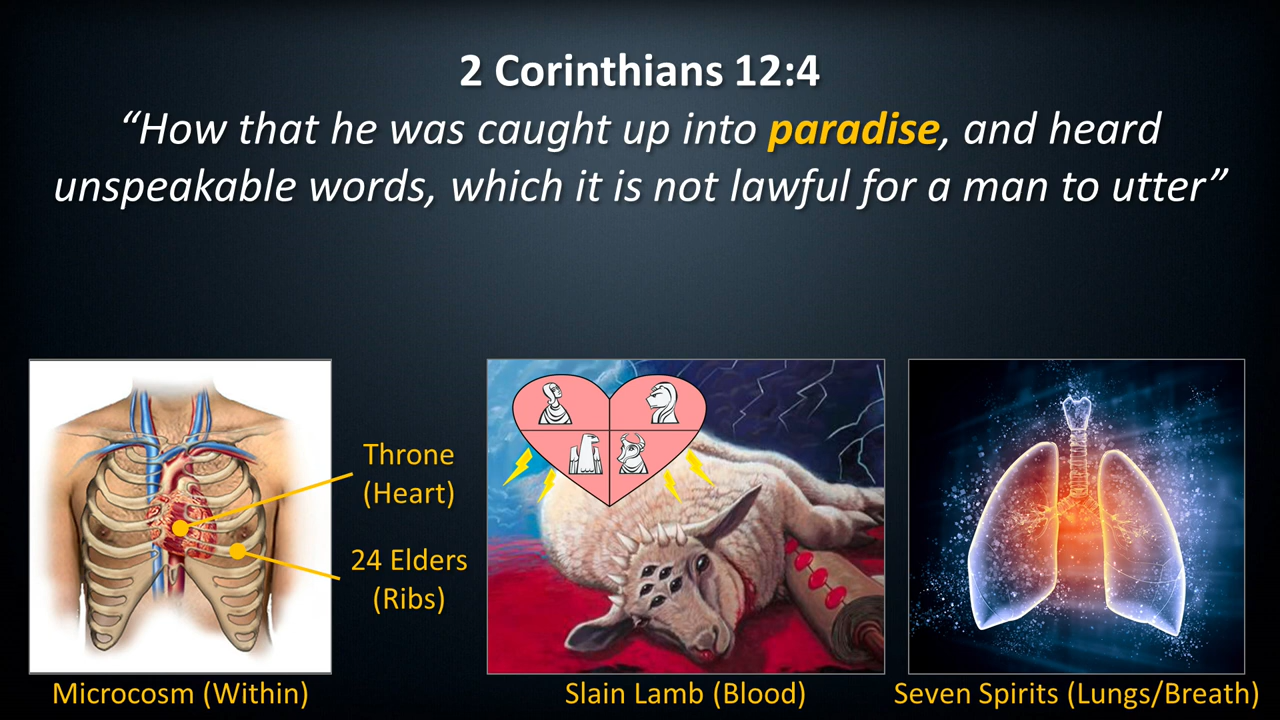 2 Corinthians 12:4
“How that he was caught up into paradise, and heard
unspeakable words, which it is not lawful for a man to utter”
Throne
(Heart)
24 Elders
(Ribs)
Microcosm (Within)
Slain Lamb (Blood)
Seven Spirits (Lungs/Breath)